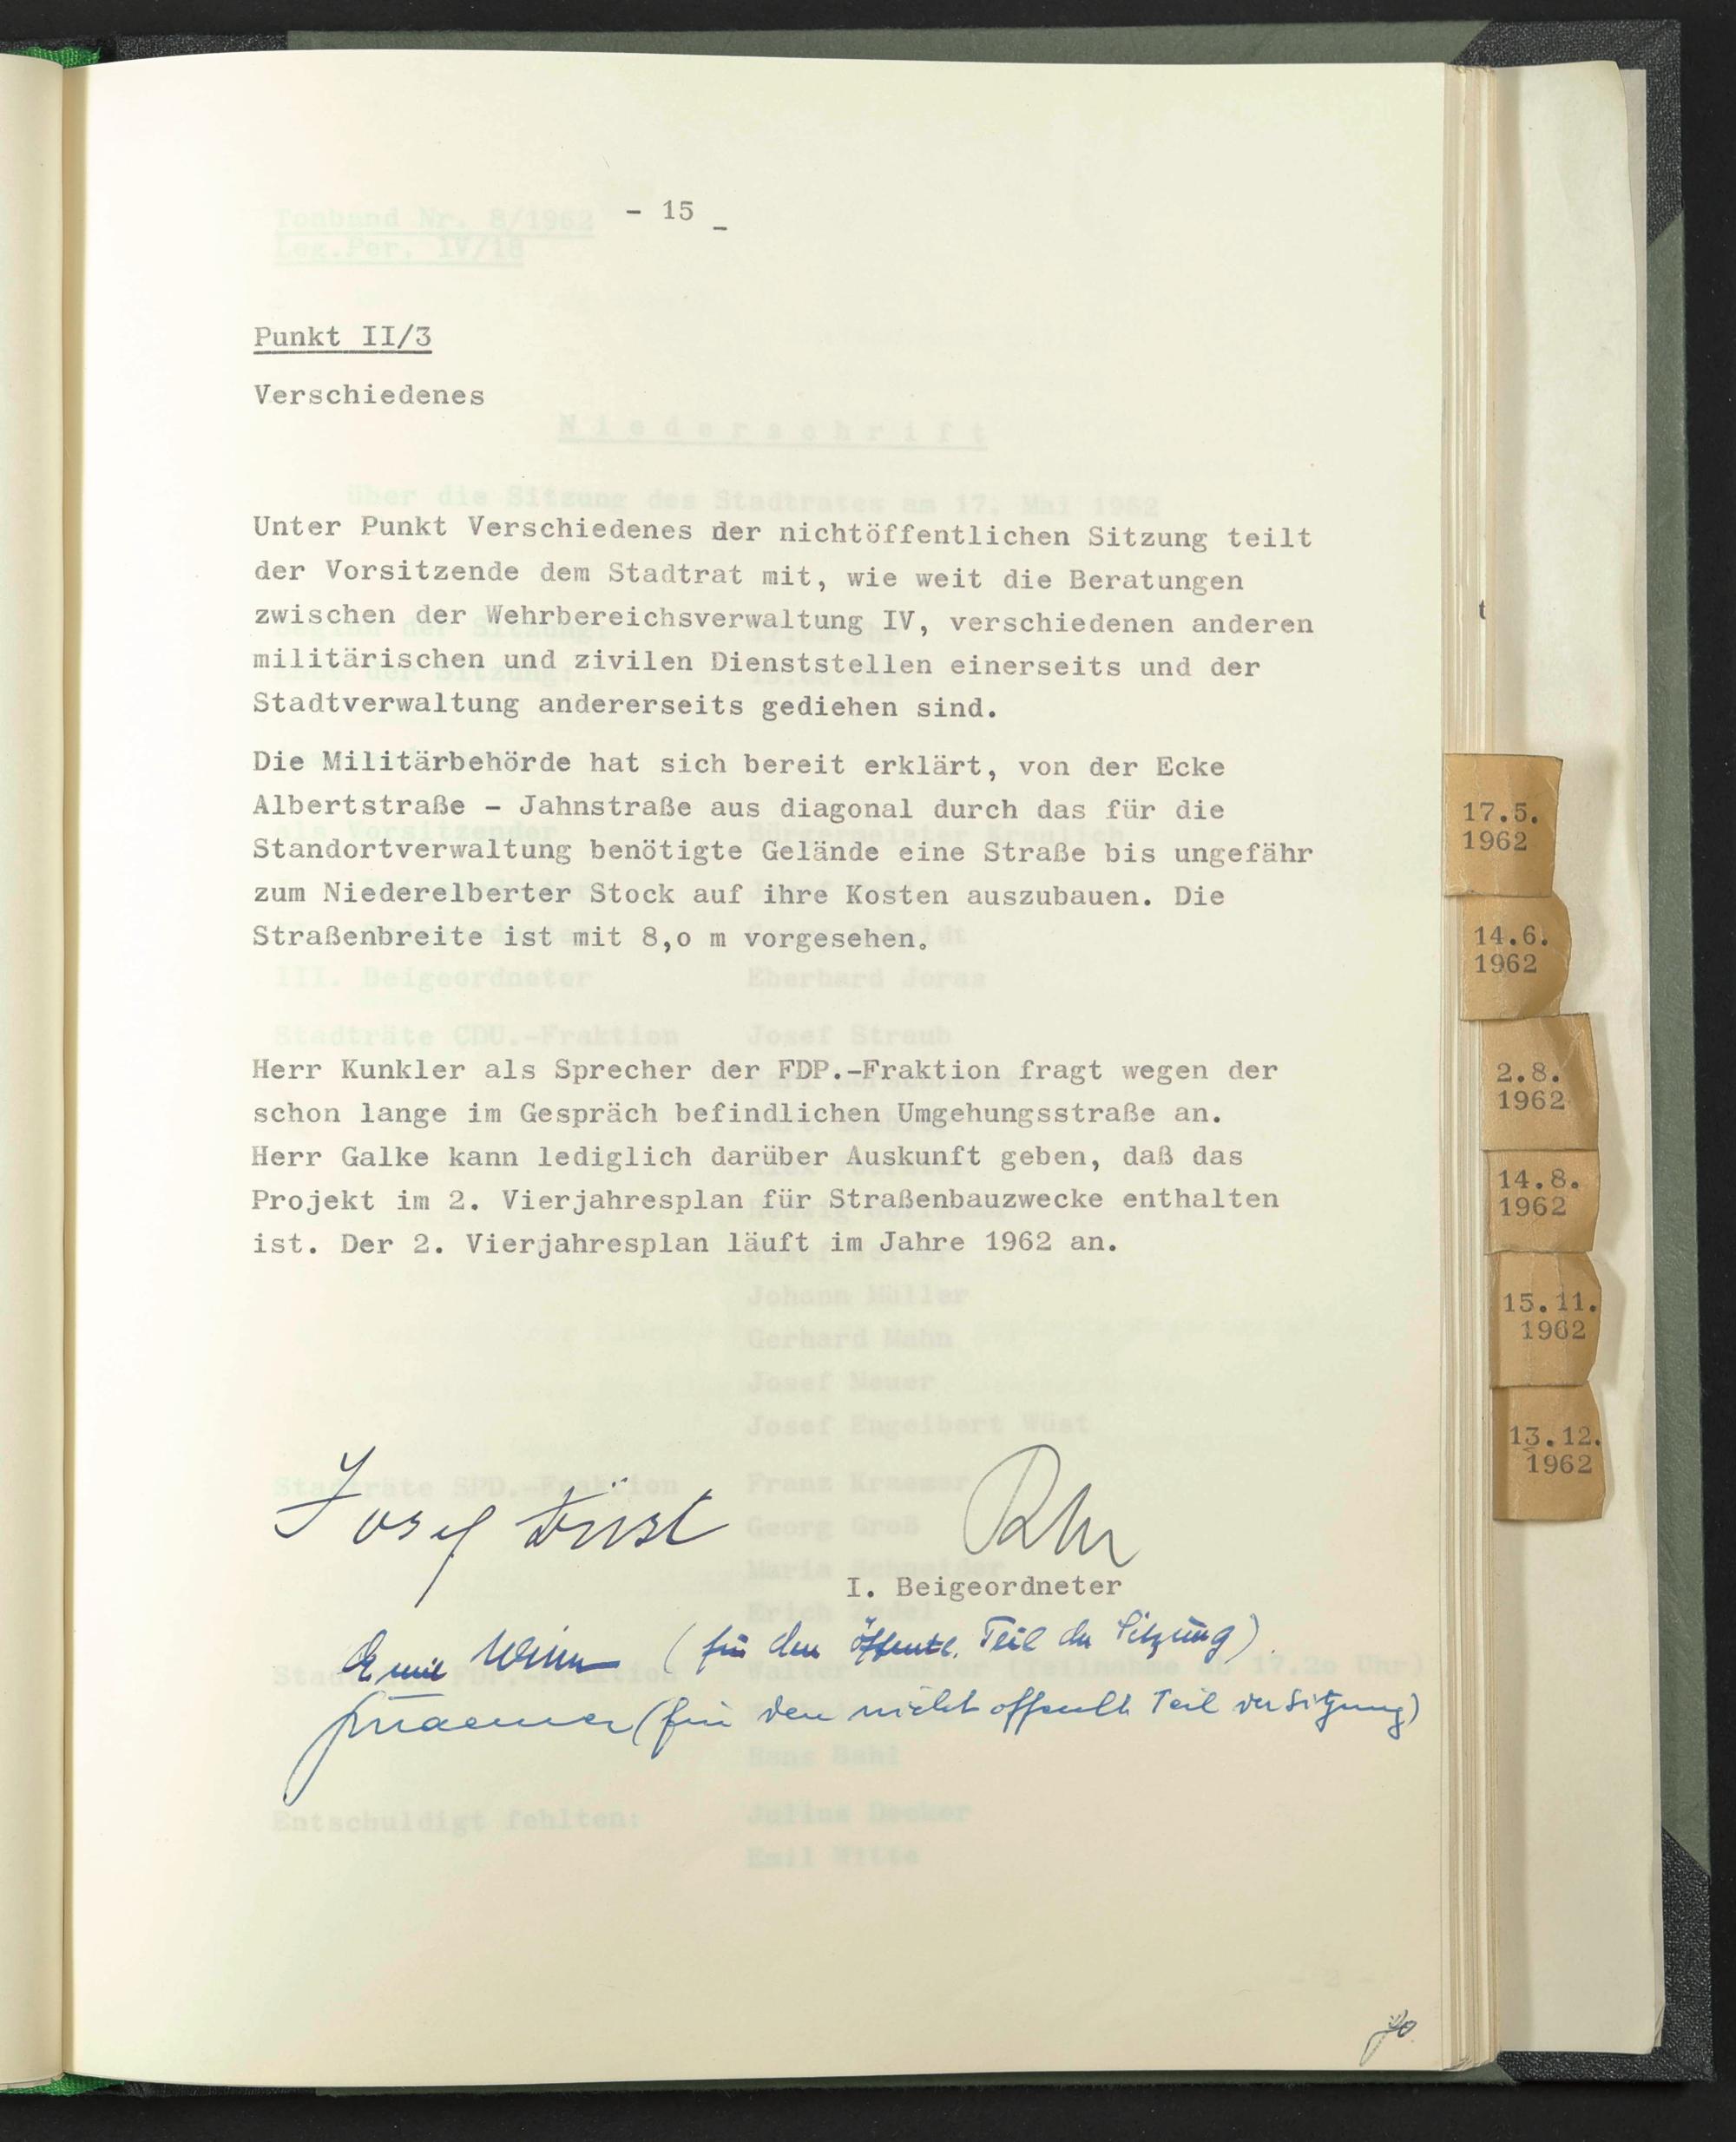 - 15 -
Punkt II/3
Verschiedenes
Unter Punkt Verschiedenes der nichtöffentlichen Sitzung teilt
der Vorsitzende dem Stadtrat mit, wie weit die Beratungen
zwischen der Wehrbereichsverwaltung IV, verschiedenen anderen
militärischen und zivilen Dienststellen einerseits und der
Stadtverwaltung andererseits gediehen sind.
Die Militärbehörde hat sich bereit erklärt, von der Ecke
Albertstraße - Jahnstraße aus diagonal durch das für die
Standortverwaltung benötigte Gelände eine Straße bis ungefähr
zum Niederelberter Stock auf ihre Kosten auszubauen. Die
Straßenbreite ist mit 8,o m vorgesehen.
Herr Kunkler als Sprecher der FDP.-Fraktion fragt wegen der
schon lange im Gespräch befindlichen Umgehungsstraße an.
Herr Galke kann lediglich darüber Auskunft geben, daß das
Projekt im 2. Vierjahresplan für Straßenbauzwecke enthalten
ist. Der 2. Vierjahresplan läuft im Jahre 1962 an.
Josef
I. Beigeordneter
(für den öffentl. Teil der Sitzung)
(für den nicht öffentl Teil der Sitzung)
t
17.5.
1962
14.6.
1962
2.8.
1962
14.8.
1962
15.11.
1962
13.12.
1962